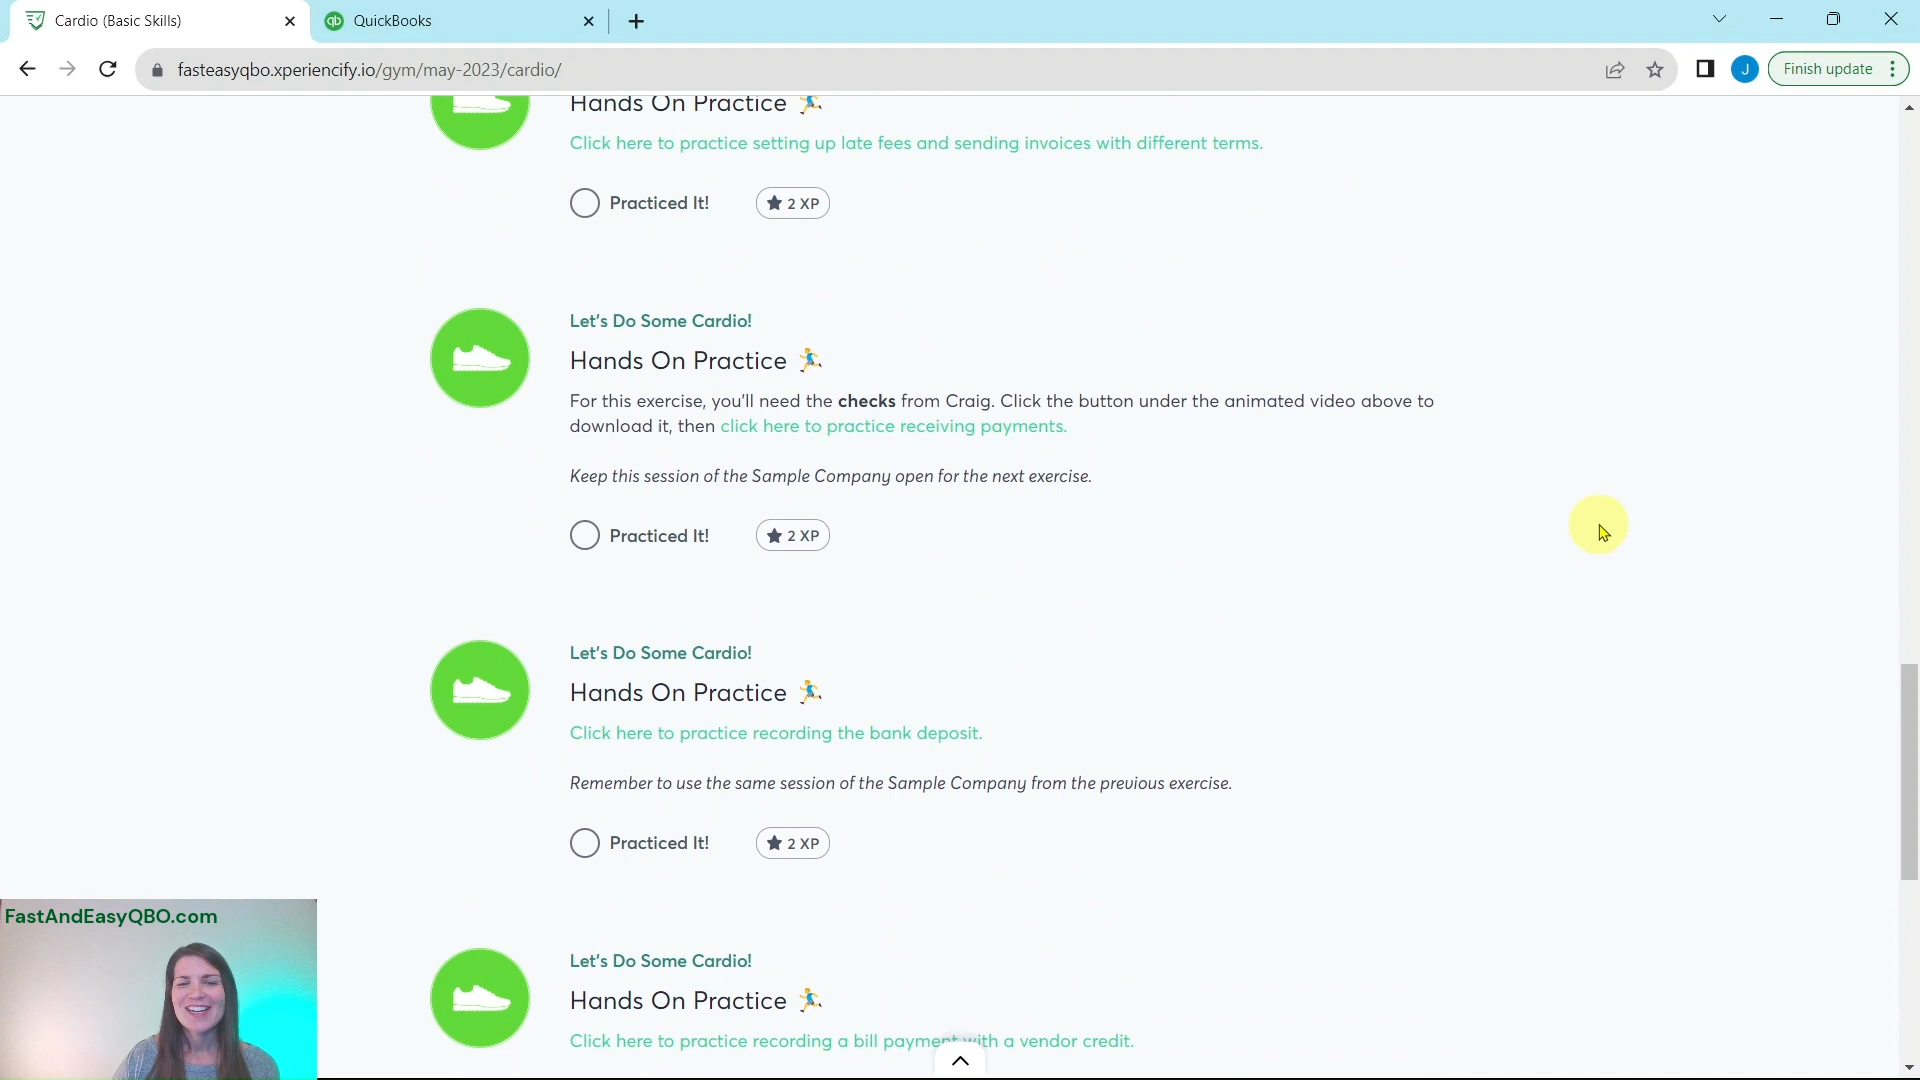 Cardio (Basic Skills)
QuickBooks
fasteasyqbo.xperiencify.io/gym/may-2023/cardio/
J
Finish update
Hands On Practice
Click here to practice setting up late fees and sending invoices with different terms.
Practiced It!
2 XP
Let's Do Some Cardio!
Hands On Practice
For this exercise, you'll need the checks from Craig. Click the button under the animated video above to
download it, then click here to practice receiving payments.
Keep this session of the Sample Company open for the next exercise.
Practiced It!
2 XP
Let's Do Some Cardio!
Hands On Practice
Click here to practice recording the bank deposit.
Remember to use the same session of the Sample Company from the previous exercise.
Practiced It!
2 XP
Let's Do Some Cardio!
Hands On Practice
Click here to practice recording a bill payment with a vendor credit.
FastAndEasyQBO.com